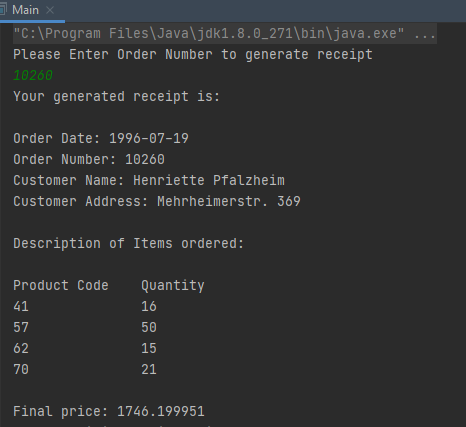 Main
"C:\Program Files\Java\jdk1.8.0_271\bin\java.exe" ...
Please Enter Order Number to generate receipt
10260
Your generated receipt is:
Order Date: 1996-07-19
Order Number: 10260
Customer Name: Henriette Pfalzheim
Customer Address: Mehrheimerstr. 369
Description of Items ordered:
Product Code    Quantity
41              16
57              50
62              15
70              21
Final price: 1746.199951